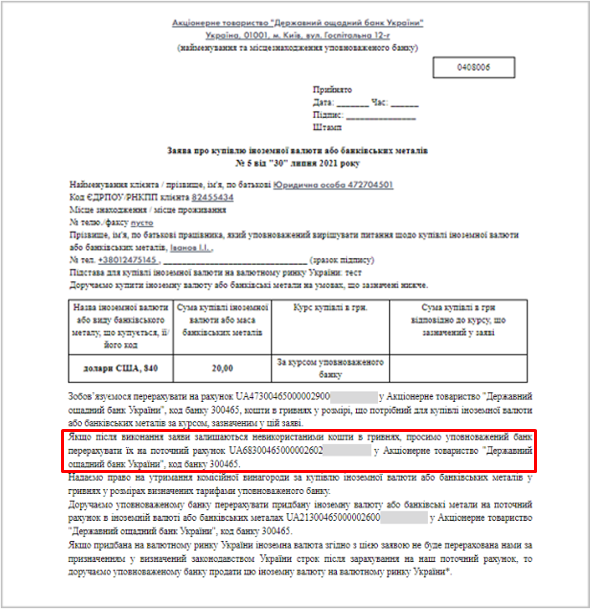 Акціонерне товариство "Державний ощадний банк України"
Україна, 01001, м. Київ, вул. Госпітальна 12-г
(найменування та місцезнаходження уповноваженого банку)
0408006
Прийнято
Дата: _______ Час: ______
Підпис: _______________
Штамп
Заява про купівлю іноземної валюти або банківських металів
№ 5 від "30" липня 2021 року
Найменування клієнта / прізвище, ім'я, по батькові Юридична особа 472704501
Код ЄДРПОУ/РНКПП клієнта 82455434
Місце знаходження / місце проживання
№ телю./факсу пусто
Прізвище, ім'я, по батькові працівника, який уповноважений вирішувати питання щодо купівлі іноземної валюти
або банківських металів, Іванов І.І. ,
№ тел. +38012475145 , ______________________________ (зразок підпису)
Підстава для купівлі іноземної валюти на валютному ринку України: тест
Доручаємо купити іноземну валюту або банківські метали на умовах, що зазначені нижче.
Назва іноземної валюти або виду банківського металу, що купується, її/його код
Сума купівлі іноземної валюти або маса банківських металів
Курс купівлі в грн.
Сума купівлі в грн відповідно до курсу, що зазначений у заяві
долари США, 840
20,00
За курсом уповноваженого банку
Зобов'язуємося перерахувати на рахунок UA47300465000002900 у Акціонерне товариство "Державний
ощадний банк України", код банку 300465, кошти в гривнях у розмірі, що потрібний для купівлі іноземної валюти
або банківських металів за курсом, зазначеним у цій заяві.
Якщо після виконання заяви залишаються невикористаними кошти в гривнях, просимо уповноважений банк
перерахувати їх на поточний рахунок UA68300465000002602 у Акціонерне товариство "Державний
ощадний банк України", код банку 300465.
Надаємо право на утримання комісійної винагороди за купівлю іноземної валюти або банківських металів у
гривнях у розмірах визначених тарифами уповноваженого банку.
Доручаємо уповноваженому банку перерахувати придбану іноземну валюту або банківські метали на поточний
рахунок в іноземній валюті або банківських металах UA21300465000002600 у Акціонерне товариство
"Державний ощадний банк України", код банку 300465.
Якщо придбана на валютному ринку України іноземна валюта згідно з цією заявою не буде перерахована нами за
призначенням у визначений законодавством України строк після зарахування на наш поточний рахунок, то
доручаємо уповноваженому банку продати цю іноземну валюту на валютному ринку України*.